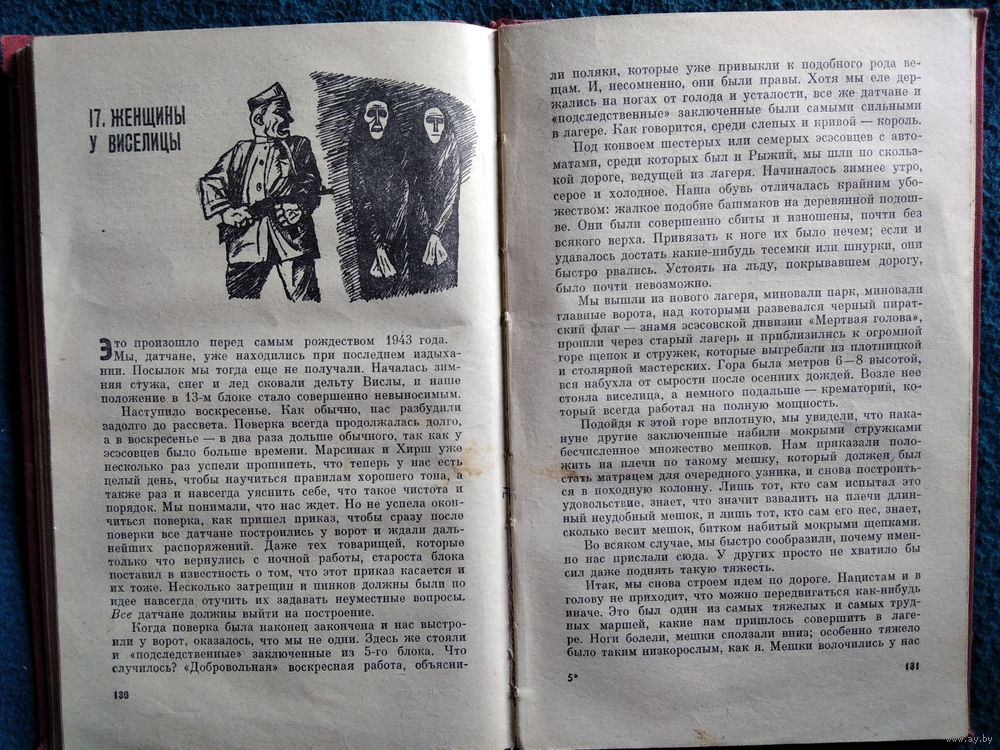 17. ЖЕНЩИНЫ
У ВИСЕЛИЦЫ
Это произошло перед самым рождеством 1943 года.
Мы, датчане, уже находились при последнем издыха-
нии. Посылок мы тогда еще не получали. Началась зим-
няя стужа, снег и лед сковали дельту Вислы, и наше
положение в 13-м блоке стало совершенно невыносимым.
Наступило воскресенье. Как обычно, нас разбудили
задолго до рассвета. Поверка всегда продолжалась долго,
а в воскресенье — в два раза дольше обычного, так как у
эсэсовцев было больше времени. Марсинак и Хирш уже
несколько раз успели прошипеть, что теперь у нас есть
целый день, чтобы научиться правилам хорошего тона, а
также раз и навсегда уяснить себе, что такое чистота и
порядок. Мы понимали, что нас ждет. Но не успела окон-
читься поверка, как пришел приказ, чтобы сразу после
поверки все датчане построились у ворот и ждали даль-
нейших распоряжений. Даже тех товарищей, которые
только что вернулись с ночной работы, староста блока
поставил в известность о том, что этот приказ касается и
их тоже. Несколько затрещин и пинков должны были по
идее навсегда отучить их задавать неуместные вопросы.
Все датчане должны выйти на построение.
Когда поверка была наконец закончена и нас выстро-
или у ворот, оказалось, что мы не одни. Здесь же стояли
и «подследственные» заключенные из 5-го блока. Что
случилось? «Добровольная» воскресная работа, объясни-
130
ли поляки, которые уже привыкли к подобного рода ве-
щам. И, несомненно, они были правы. Хотя мы еле дер-
жались на ногах от голода и усталости, все же датчане и
«подследственные» заключенные были самыми сильными
в лагере. Как говорится, среди слепых и кривой — король.
Под конвоем шестерых или семерых эсэсовцев с авто-
матами, среди которых был и Рыжий, мы шли по скольз-
кой дороге, ведущей из лагеря. Начиналось зимнее утро,
серое и холодное. Наша обувь отличалась крайним убо-
жеством: жалкое подобие башмаков на деревянной подош-
ве. Они были совершенно сбиты и изношены, почти без
всякого верха. Привязать к ноге их было нечем; если и
удавалось достать какие-нибудь тесемки или шнурки, они
быстро рвались. Устоять на льду, покрывавшем дорогу,
было почти невозможно.
Мы вышли из нового лагеря, миновали парк, миновали
главные ворота, над которыми развевался черный пират-
ский флаг — знамя эсэсовской дивизии «Мертвая голова»,
прошли через старый лагерь и приблизились к огромной
горе щепок и стружек, которые выгребали из плотницкой
и столярной мастерских. Гора была метров 6—8 высотой,
вся набухла от сырости после осенних дождей. Возле нее
стояла виселица, а немного подальше — крематорий, ко-
торый всегда работал на полную мощность.
Подойдя к этой горе вплотную, мы увидели, что нака-
нуне другие заключенные набили мокрыми стружками
бесчисленное множество мешков. Нам приказали поло-
жить на плечи по такому мешку, который должен был
стать матрацем для очередного узника, и снова построить-
ся в походную колонну. Лишь тот, кто сам испытал это
удовольствие, знает, что значит взвалить на плечи длин-
ный неудобный мешок, и лишь тот, кто сам его нес, знает,
сколько весит мешок, битком набитый мокрыми щепками.
Во всяком случае, мы быстро сообразили, почему имен-
но нас прислали сюда. У других просто не хватило бы
сил даже поднять такую тяжесть.
Итак, мы снова строем идем по дороге. Нацистам и в
голову не приходит, что можно передвигаться как-нибудь
иначе. Это был один из самых тяжелых и самых труд-
ных маршей, какие нам пришлось совершить в лаге-
ре. Ноги болели, мешки сползали вниз; особенно тяжело
было таким низкорослым, как я. Мешки волочились у нас
5*
131
www.ay.by